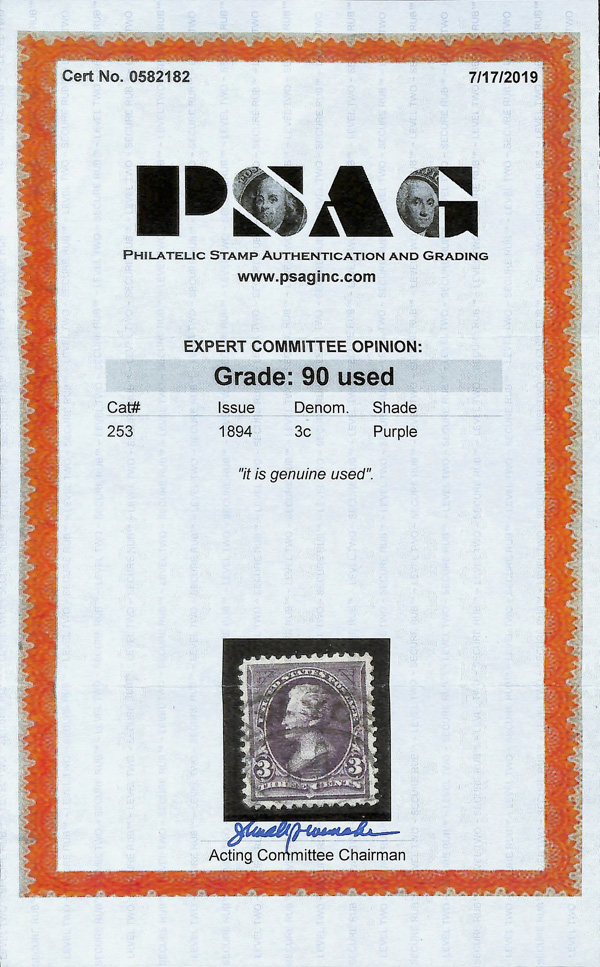 Cert No. 0582182 7/17/2019
PSAG
PHILATELIC STAMP AUTHENTICATION AND GRADING
www.psaginc.com
EXPERT COMMITTEE OPINION:
Grade: 90 used
Cat# Issue Denom. Shade
253 1894 3c Purple
"it is genuine used".
3 3
CENTS
Acting Committee Chairman